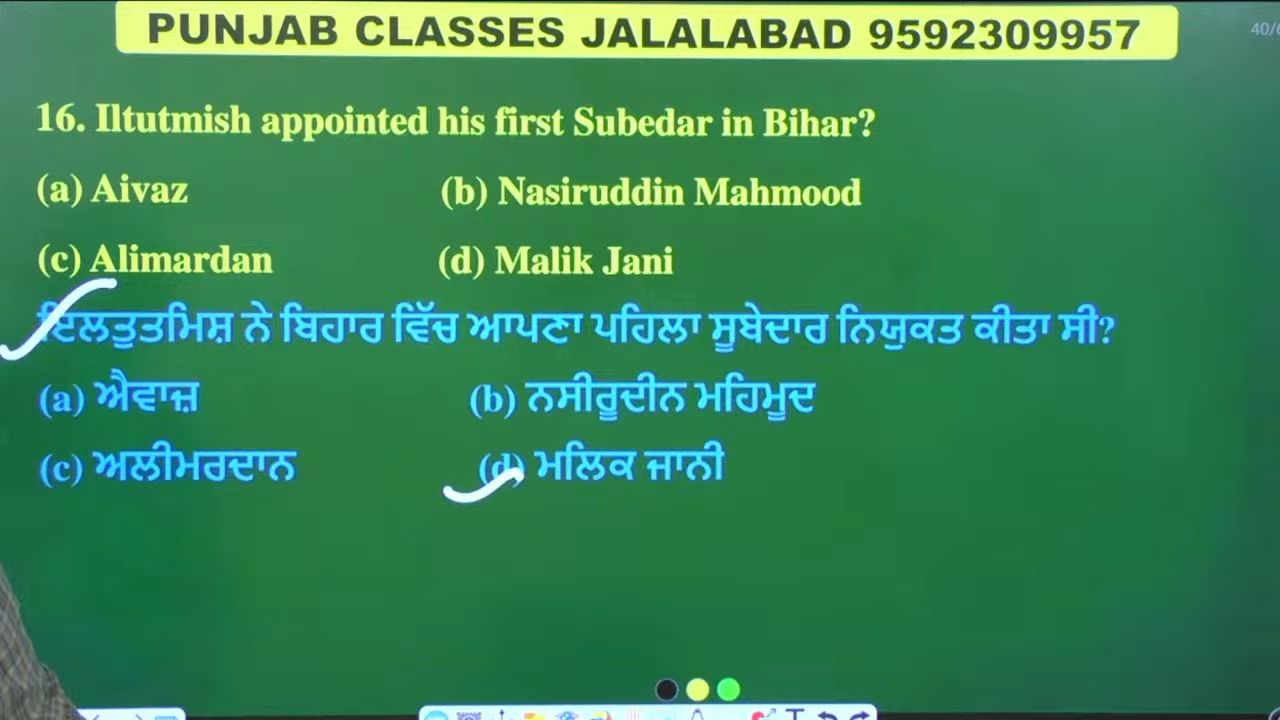 PUNJAB CLASSES JALALABAD 9592309957
16. Iltutmish appointed his first Subedar in Bihar?
(a) Aivaz (b) Nasiruddin Mahmood
(c) Alimardan (d) Malik Jani
ਇਲਤੁਤਮਿਸ਼ ਨੇ ਬਿਹਾਰ ਵਿੱਚ ਆਪਣਾ ਪਹਿਲਾ ਸੂਬੇਦਾਰ ਨਿਯੁਕਤ ਕੀਤਾ ਸੀ?
(a) ਐਵਾਜ਼ (b) ਨਸੀਰੂਦੀਨ ਮਹਿਮੂਦ
(c) ਅਲੀਮਰਦਾਨ (d) ਮਲਿਕ ਜਾਨੀ